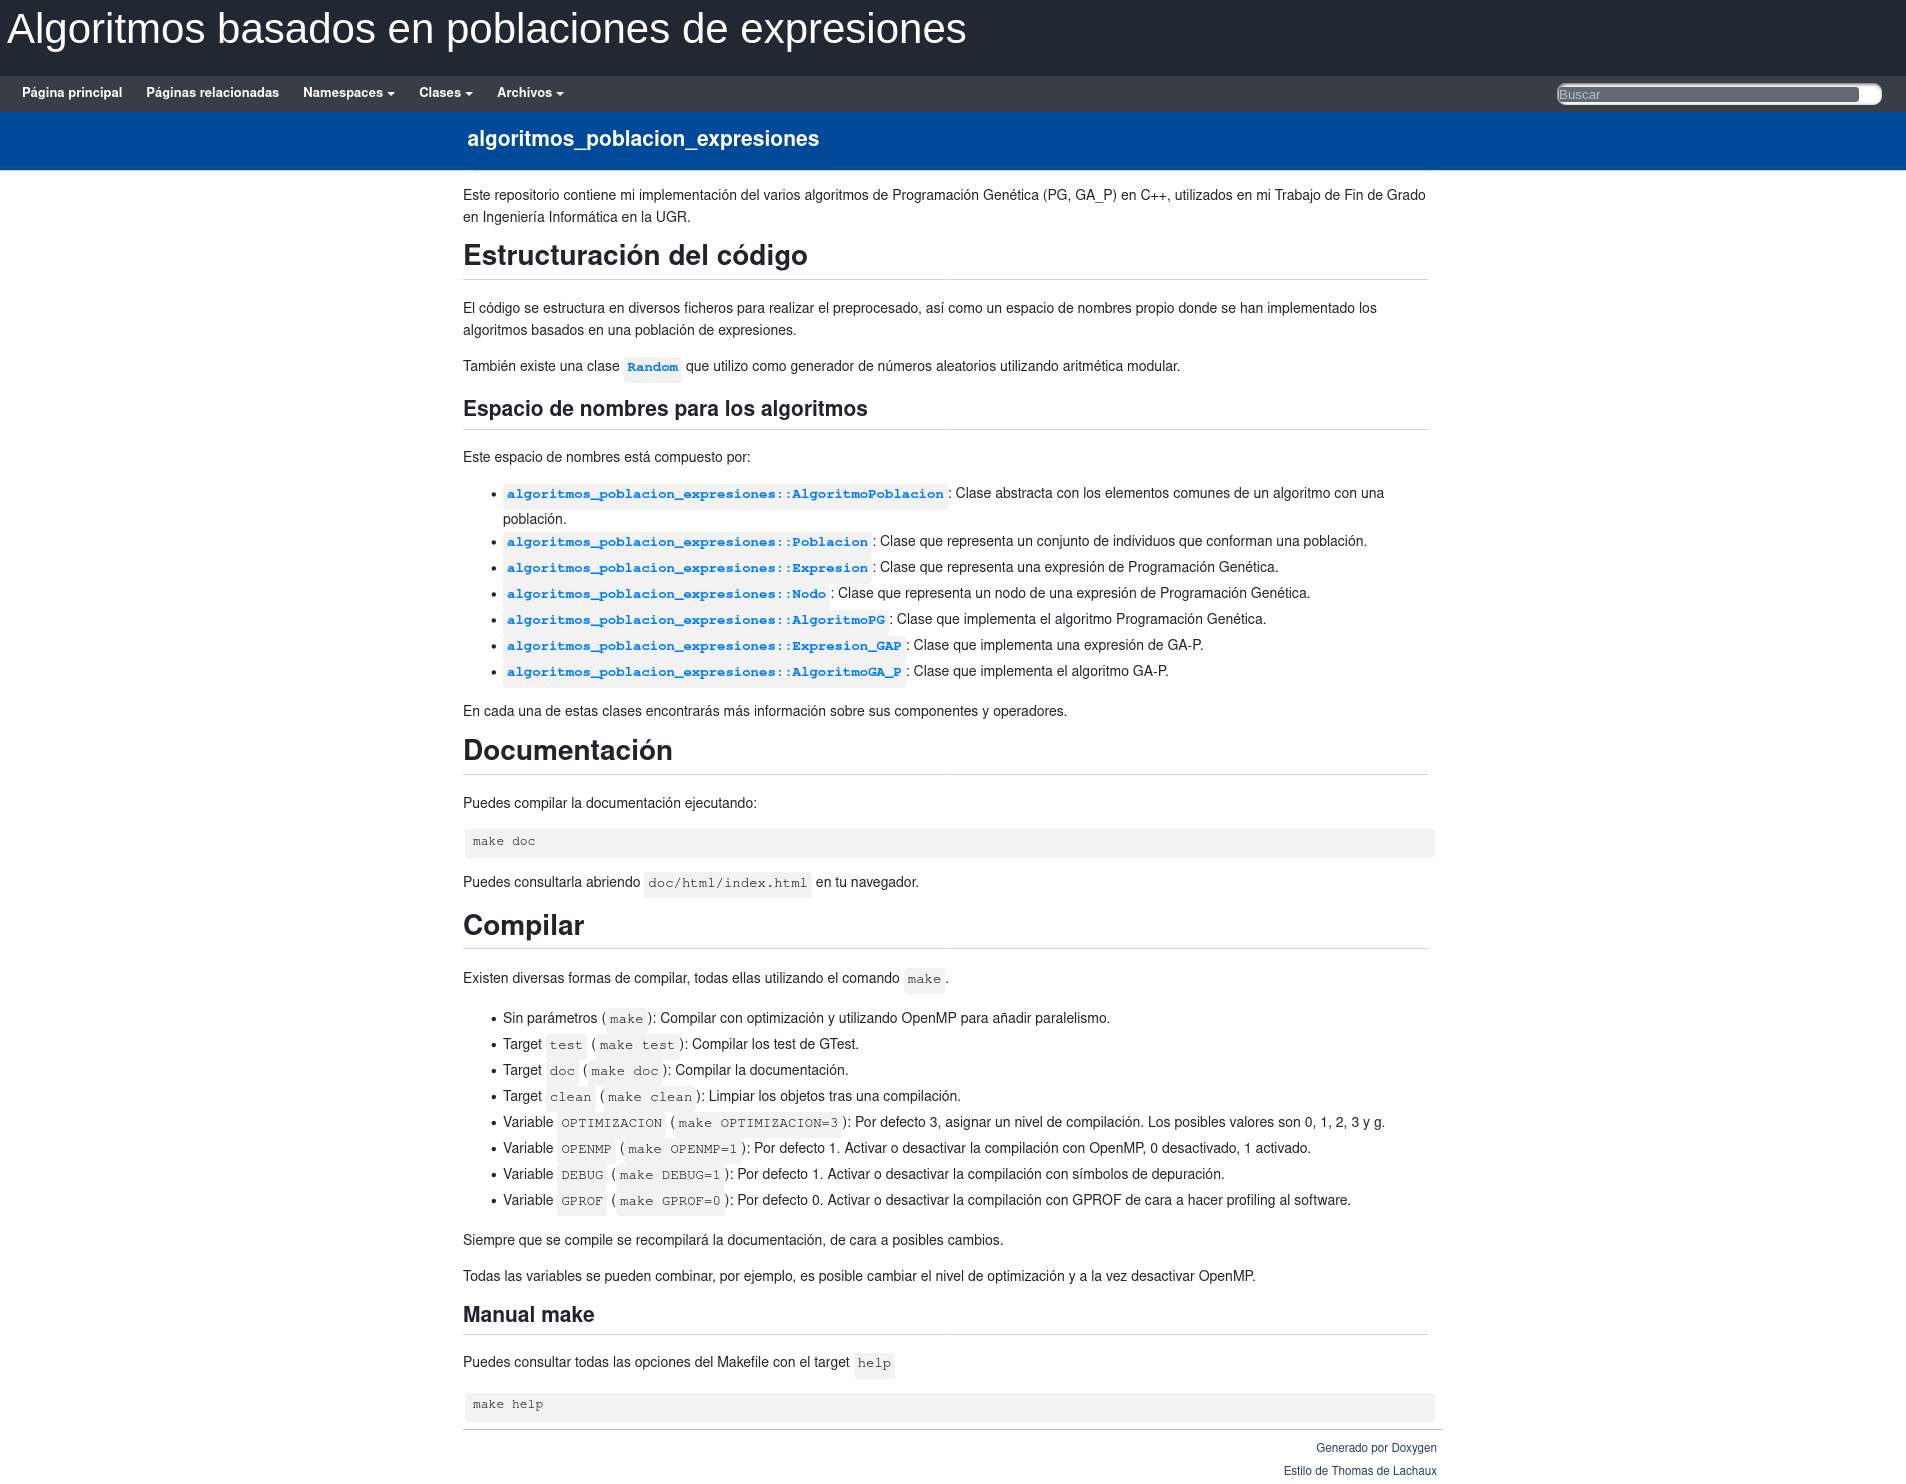 Algoritmos basados en poblaciones de expresiones
Página principal Páginas relacionadas Namespaces Clases Archivos Buscar
algoritmos_poblacion_expresiones
Este repositorio contiene mi implementación del varios algoritmos de Programación Genética (PG, GA_P) en C++, utilizados en mi Trabajo de Fin de Grado
en Ingeniería Informática en la UGR.
Estructuración del código
El código se estructura en diversos ficheros para realizar el preprocesado, así como un espacio de nombres propio donde se han implementado los
algoritmos basados en una población de expresiones.
También existe una clase Random que utilizo como generador de números aleatorios utilizando aritmética modular.
Espacio de nombres para los algoritmos
Este espacio de nombres está compuesto por:
• algoritmos_poblacion_expresiones::AlgoritmoPoblacion: Clase abstracta con los elementos comunes de un algoritmo con una
población.
• algoritmos_poblacion_expresiones::Poblacion: Clase que representa un conjunto de individuos que conforman una población.
• algoritmos_poblacion_expresiones::Expresion: Clase que representa una expresión de Programación Genética.
• algoritmos_poblacion_expresiones::Nodo: Clase que representa un nodo de una expresión de Programación Genética.
• algoritmos_poblacion_expresiones::AlgoritmoPG: Clase que implementa el algoritmo Programación Genética.
• algoritmos_poblacion_expresiones::Expresion_GAP: Clase que implementa una expresión de GA-P.
• algoritmos_poblacion_expresiones::AlgoritmoGA_P: Clase que implementa el algoritmo GA-P.
En cada una de estas clases encontrarás más información sobre sus componentes y operadores.
Documentación
Puedes compilar la documentación ejecutando:
make doc
Puedes consultarla abriendo doc/html/index.html en tu navegador.
Compilar
Existen diversas formas de compilar, todas ellas utilizando el comando make.
• Sin parámetros (make): Compilar con optimización y utilizando OpenMP para añadir paralelismo.
• Target test (make test): Compilar los test de GTest.
• Target doc (make doc): Compilar la documentación.
• Target clean (make clean): Limpiar los objetos tras una compilación.
• Variable OPTIMIZACION (make OPTIMIZACION=3): Por defecto 3, asignar un nivel de compilación. Los posibles valores son 0, 1, 2, 3 y g.
• Variable OPENMP (make OPENMP=1): Por defecto 1. Activar o desactivar la compilación con OpenMP, 0 desactivado, 1 activado.
• Variable DEBUG (make DEBUG=1): Por defecto 1. Activar o desactivar la compilación con símbolos de depuración.
• Variable GPROF (make GPROF=0): Por defecto 0. Activar o desactivar la compilación con GPROF de cara a hacer profiling al software.
Siempre que se compile se recompilará la documentación, de cara a posibles cambios.
Todas las variables se pueden combinar, por ejemplo, es posible cambiar el nivel de optimización y a la vez desactivar OpenMP.
Manual make
Puedes consultar todas las opciones del Makefile con el target help
make help
Generado por Doxygen
Estilo de Thomas de Lachaux